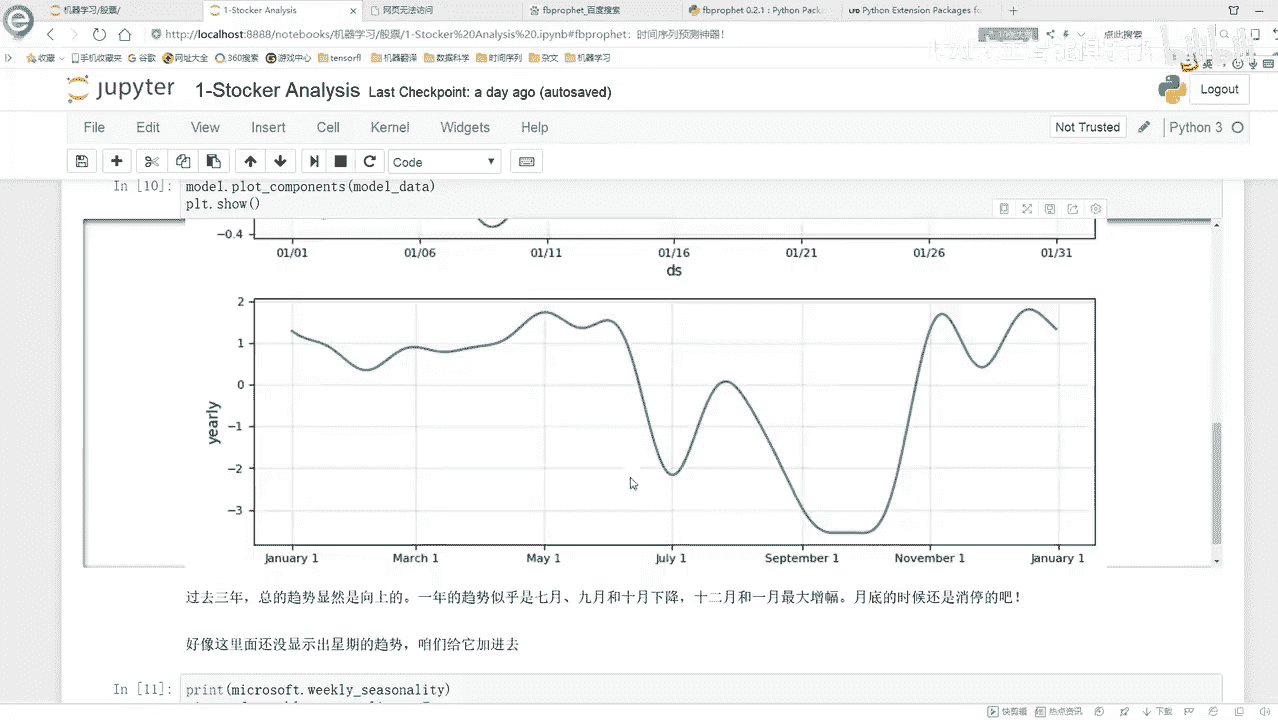 机器学习/股票/
1-Stocker Analysis
网页无法访问
fbprophet_百度搜索
fbprophet 0.2.1 : Python Pack
Python Extension Packages fo
http://localhost:8888/notebooks/机器学习/股票/1-Stocker%20Analysis%20.ipynb#fbprophet: 时间序列预测神器!
点此搜索
收藏
手机收藏夹
谷歌
网址大全
360搜索
游戏中心
tensorfl
机器翻译
数据科学
时间序列
杂文
机器学习
jupyter
1-Stocker Analysis
Last Checkpoint: a day ago (autosaved)
Logout
File
Edit
View
Insert
Cell
Kernel
Widgets
Help
Not Trusted
Python 3
Code
In [10]:
model.plot_components(model_data)
plt.show()
−0.4
01/01
01/06
01/11
01/16
01/21
01/26
01/31
ds
2
1
0
−1
−2
−3
yearly
January 1
March 1
May 1
July 1
September 1
November 1
January 1
过去三年，总的趋势显然是向上的。一年的趋势似乎是七月、九月和十月下降，十二月和一月最大增幅。月底的时候还是消停的吧！
好像这里面还没显示出星期的趋势，咱们给它加进去
In [11]:
print(microsoft.weekly_seasonality)
快剪辑
热点资讯
下载